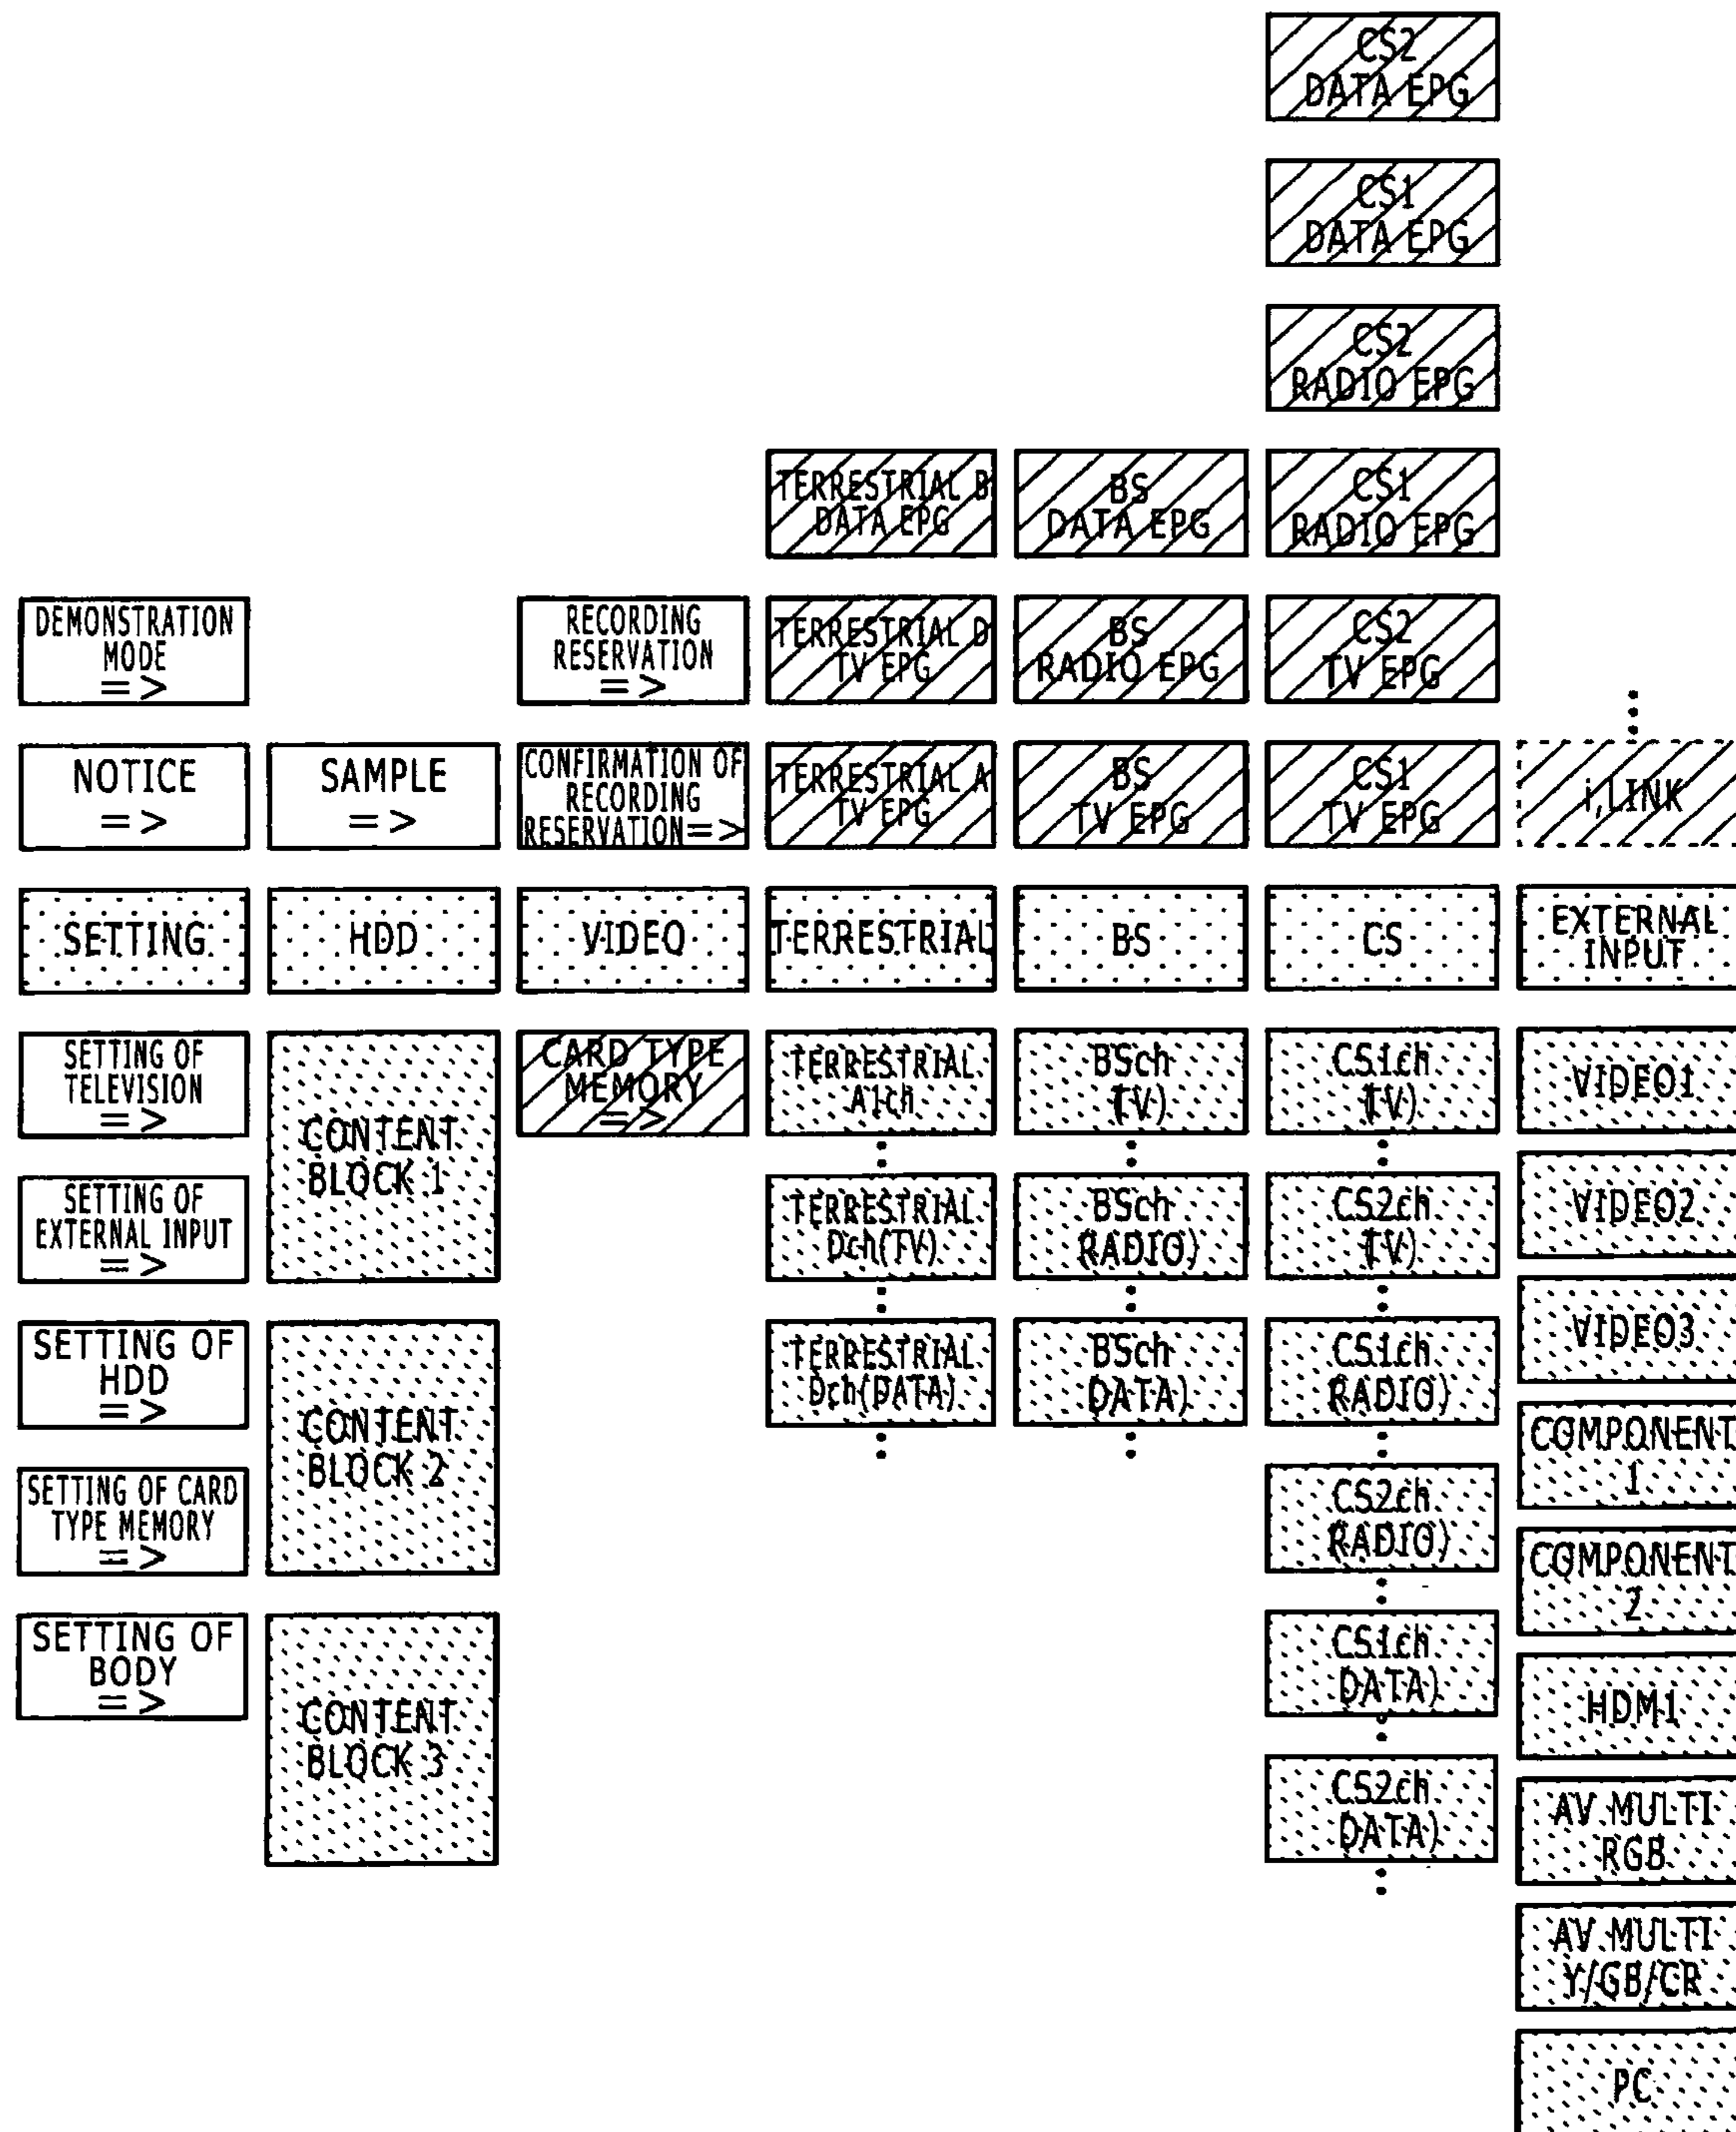 CS2
DATA EPG
CS1
DATA EPG
CS2
RADIO EPG
TERRESTRIAL B
DATA EPG
BS
DATA EPG
CS1
RADIO EPG
DEMONSTRATION
MODE
=>
RECORDING
RESERVATION
=>
TERRESTRIAL D
TV EPG
BS
RADIO EPG
CS2
TV EPG
NOTICE
=>
SAMPLE
=>
CONFIRMATION OF
RECORDING
RESERVATION=>
TERRESTRIAL A
TV EPG
BS
TV EPG
CS1
TV EPG
i,LINK
SETTING
HDD
VIDEO
TERRESTRIAL
BS
CS
EXTERNAL
INPUT
SETTING OF
TELEVISION
=>
CONTENT
BLOCK 1
CARD TYPE
MEMORY
=>
TERRESTRIAL
A1ch
BSch
(TV)
CS1ch
(TV)
VIDEO1
SETTING OF
EXTERNAL INPUT
=>
TERRESTRIAL
Dch(TV)
BSch
(RADIO)
CS2ch
(TV)
VIDEO2
SETTING OF
HDD
=>
CONTENT
BLOCK 2
TERRESTRIAL
Dch(DATA)
BSch
(DATA)
CS1ch
(RADIO)
VIDEO3
COMPONENT
1
SETTING OF CARD
TYPE MEMORY
=>
CS2ch
(RADIO)
COMPONENT
2
SETTING OF
BODY
=>
CONTENT
BLOCK 3
CS1ch
(DATA)
HDM1
CS2ch
(DATA)
AV MULTI
RGB
AV MULTI
Y/GB/CR
PC